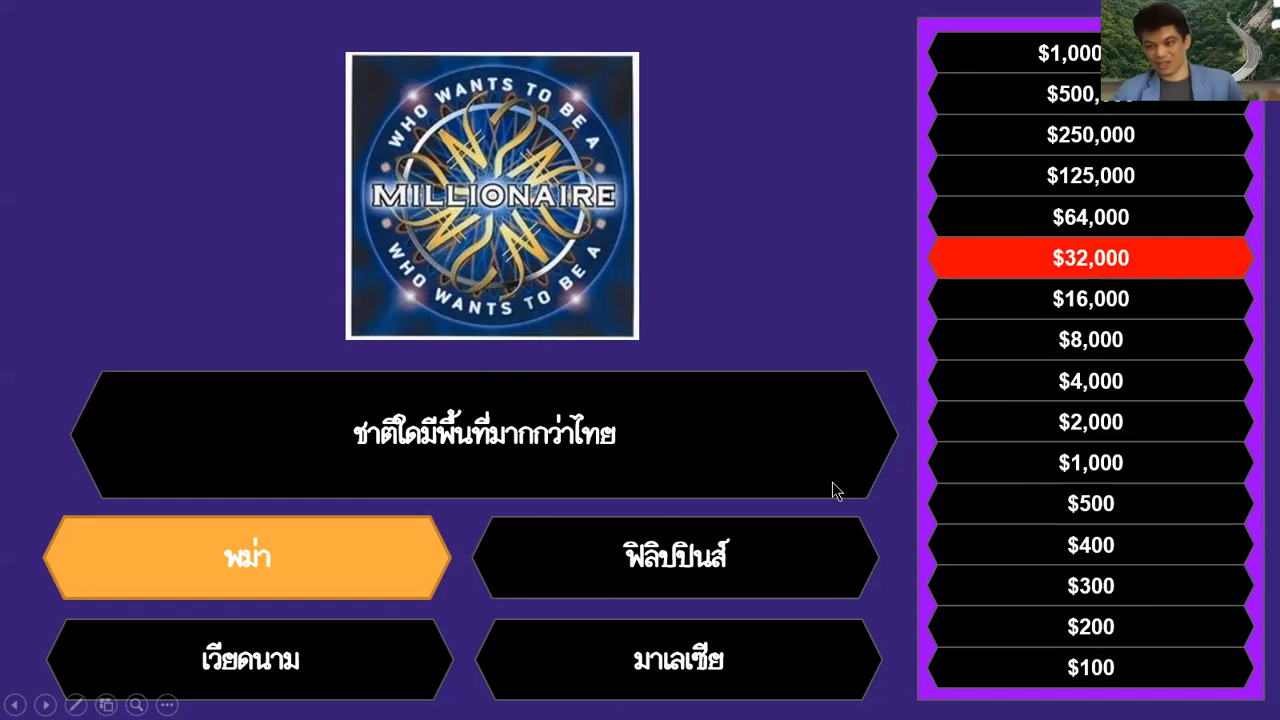 WHO WANTS TO BE A
MILLIONAIRE
WHO WANTS TO BE A
ชาติใดมีพื้นที่มากกว่าไทย
พม่า
ฟิลิปปินส์
เวียดนาม
มาเลเซีย
$1,000
$500,
$250,000
$125,000
$64,000
$32,000
$16,000
$8,000
$4,000
$2,000
$1,000
$500
$400
$300
$200
$100